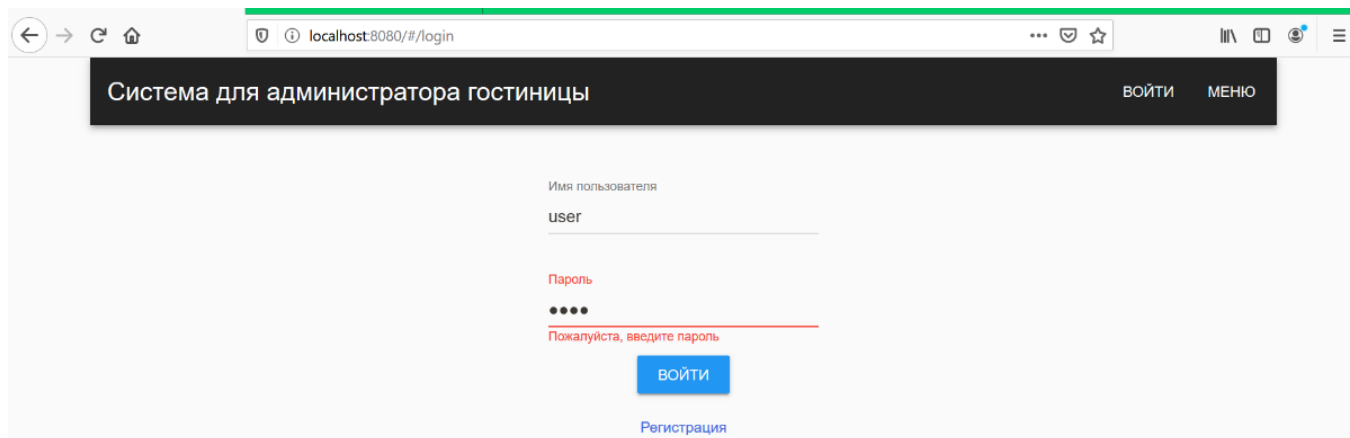 localhost:8080/#/login
Система для администратора гостиницы
ВОЙТИ МЕНЮ
Имя пользователя
user
Пароль
••••
Пожалуйста, введите пароль
ВОЙТИ
Регистрация